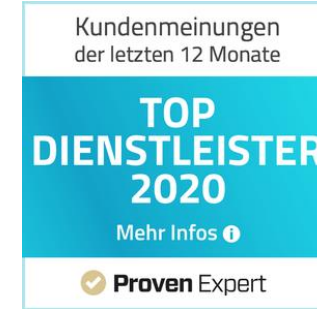 Kundenmeinungen
der letzten 12 Monate
TOP
DIENSTLEISTER
2020
Mehr Infos i
Proven Expert